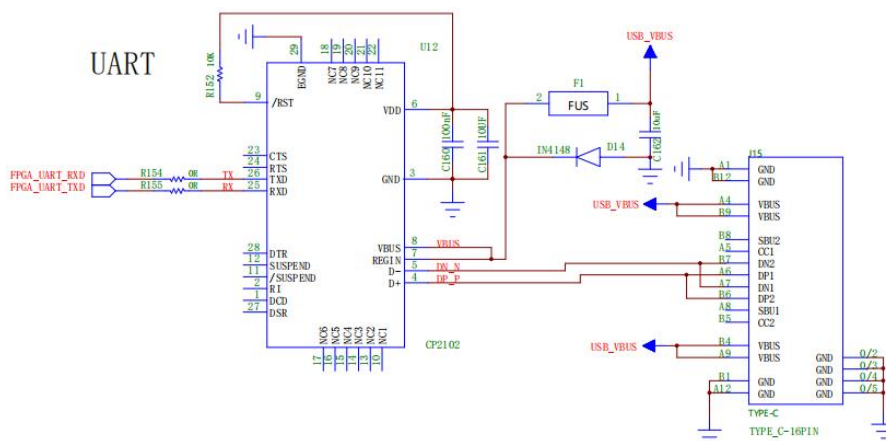 UART
R152 10K
29
EGND
18 19 20 21 22
NC7 NC8 NC9 NC10 NC11
U12
9 /RST
VDD 6
C160 100nF
C161 10UF
GND 3
23 CTS
24 RTS
FPGA_UART_RXD R154 0R TX 26 TXD
FPGA_UART_TXD R155 0R RX 25 RXD
28 DTR
12 SUSPEND
11 /SUSPEND
2 RI
1 DCD
27 DSR
VBUS 8 VBUS
REGIN 7
D- 5 DN_N
D+ 4 DP_P
NC6 NC5 NC4 NC3 NC2 NC1
17 16 15 14 13 10
CP2102
USB_VBUS
F1
2 FUS 1
IN4148 D14
C162 10uF
J15
A1 GND
B12 GND
USB_VBUS A4 VBUS
B9 VBUS
B8 SBU2
A5 CC1
B7 DN2
A6 DP1
A7 DN1
B6 DP2
A8 SBU1
B5 CC2
USB_VBUS B4 VBUS
A9 VBUS GND 0/2
GND 0/3
B1 GND GND 0/4
A12 GND GND 0/5
TYPE-C
TYPE_C-16PIN